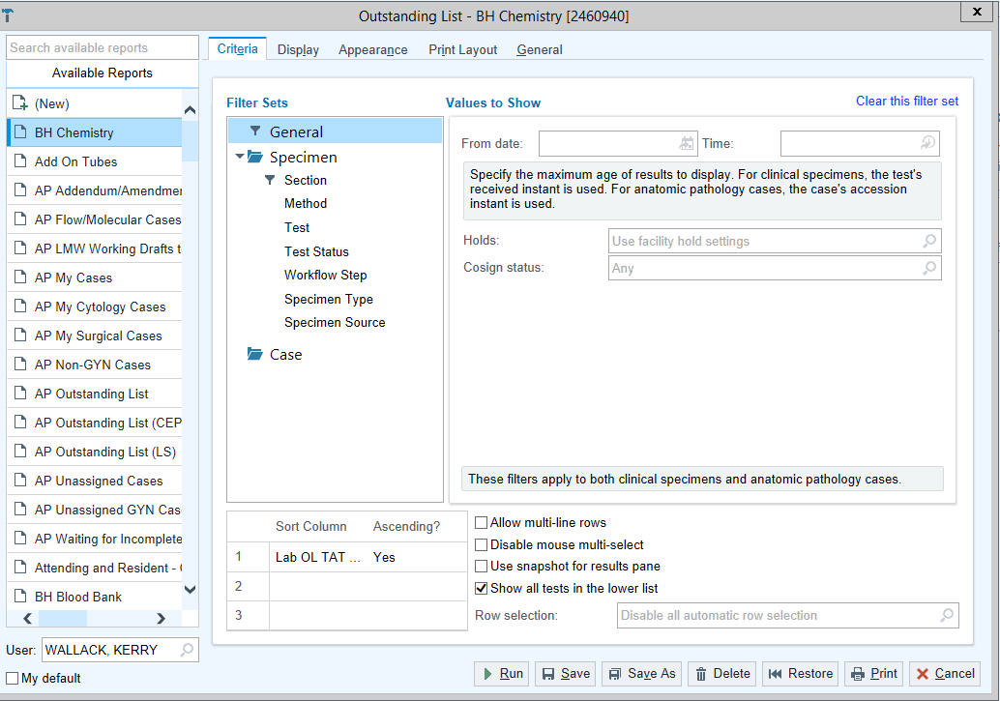 Outstanding List - BH Chemistry [2460940]
Search available reports
Available Reports
(New)
BH Chemistry
Add On Tubes
AP Addendum/Amendmer
AP Flow/Molecular Cases
AP LMW Working Drafts t
AP My Cases
AP My Cytology Cases
AP My Surgical Cases
AP Non-GYN Cases
AP Outstanding List
AP Outstanding List (CEP
AP Outstanding List (LS)
AP Unassigned Cases
AP Unassigned GYN Cas
AP Waiting for Incomplete
Attending and Resident -
BH Blood Bank
User: WALLACK, KERRY
My default
Criteria Display Appearance Print Layout General
Filter Sets
General
Specimen
Section
Method
Test
Test Status
Workflow Step
Specimen Type
Specimen Source
Case
Values to Show
Clear this filter set
From date: Time:
Specify the maximum age of results to display. For clinical specimens, the test's
received instant is used. For anatomic pathology cases, the case's accession
instant is used.
Holds: Use facility hold settings
Cosign status: Any
These filters apply to both clinical specimens and anatomic pathology cases.
Sort Column Ascending?
1 Lab OL TAT ... Yes
2
3
Allow multi-line rows
Disable mouse multi-select
Use snapshot for results pane
Show all tests in the lower list
Row selection: Disable all automatic row selection
Run Save Save As Delete Restore Print Cancel